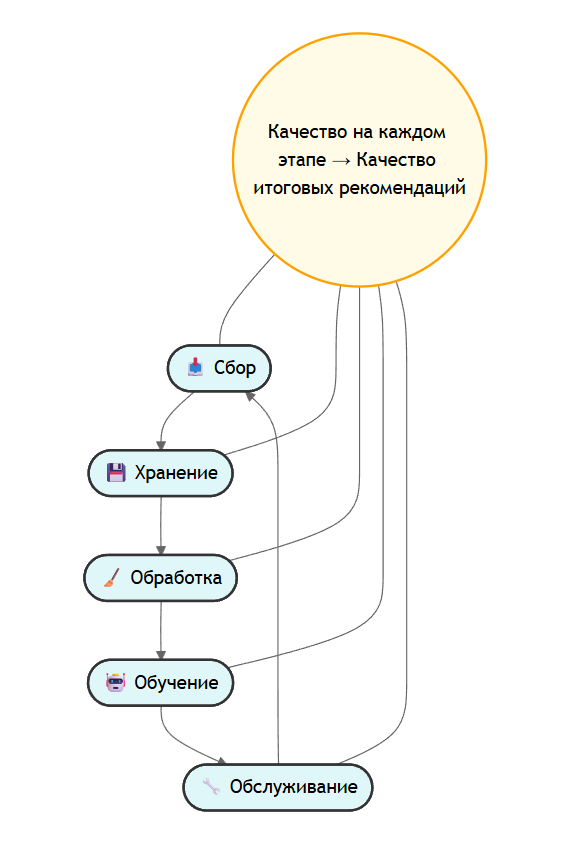 Качество на каждом
этапе → Качество
итоговых рекомендаций
Сбор
Хранение
Обработка
Обучение
Обслуживание